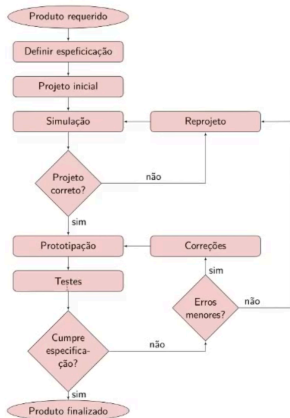 Produto requerido
Definir espeficicação
Projeto inicial
Simulação
Reprojeto
Projeto
correto?
não
sim
Prototipação
Correções
Testes
sim
Erros
menores?
não
Cumpre
especifica-
ção?
não
sim
Produto finalizado